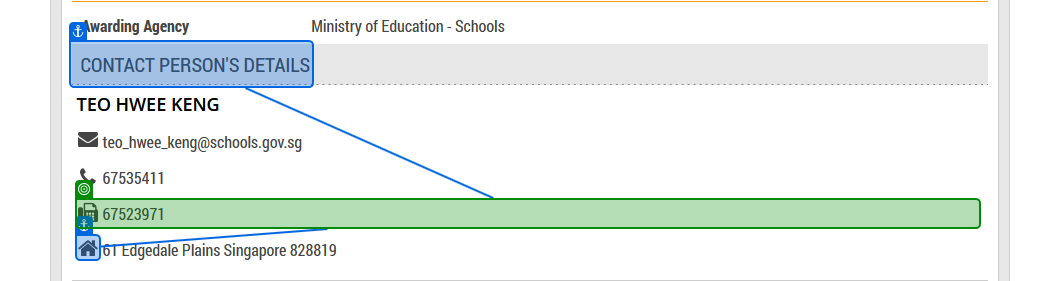 Awarding Agency Ministry of Education - Schools
CONTACT PERSON'S DETAILS
TEO HWEE KENG
teo_hwee_keng@schools.gov.sg
67535411
67523971
61 Edgedale Plains Singapore 828819